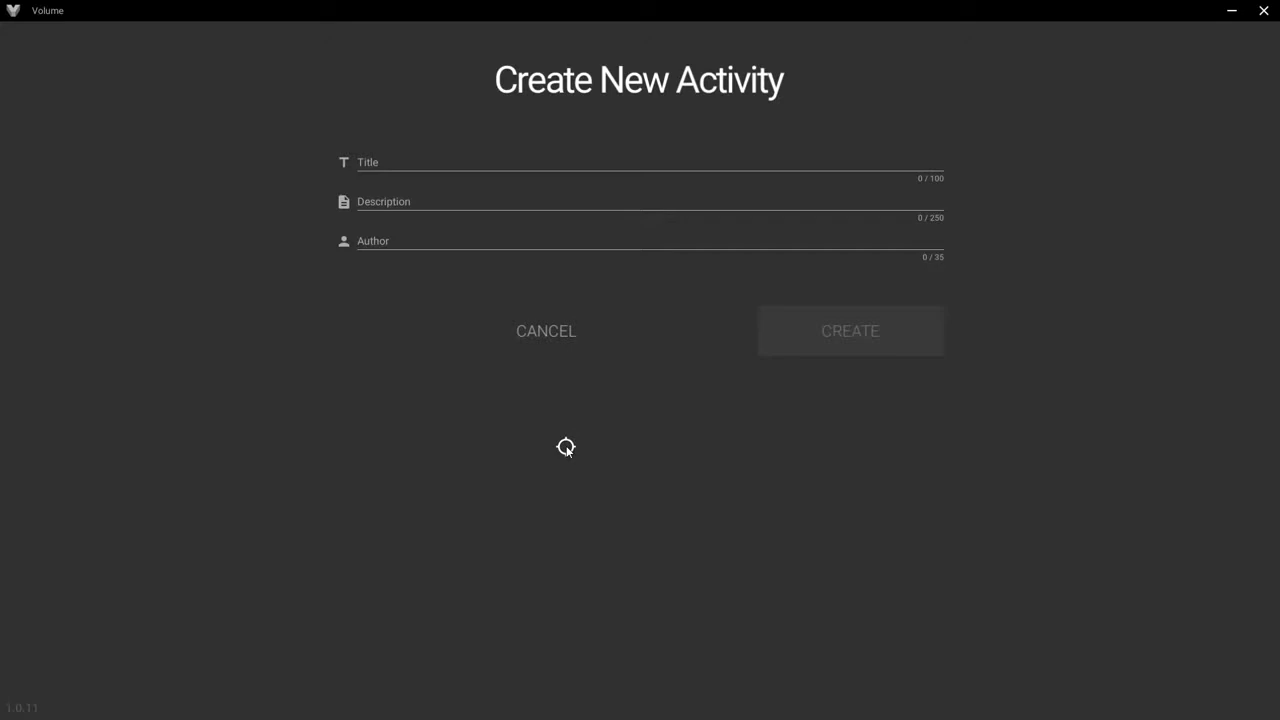 Volume
Create New Activity
Title
0 / 100
Description
0 / 250
Author
0 / 35
CANCEL
CREATE
1.0.11